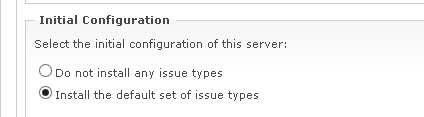 Initial Configuration
Select the initial configuration of this server:
Do not install any issue types
Install the default set of issue types